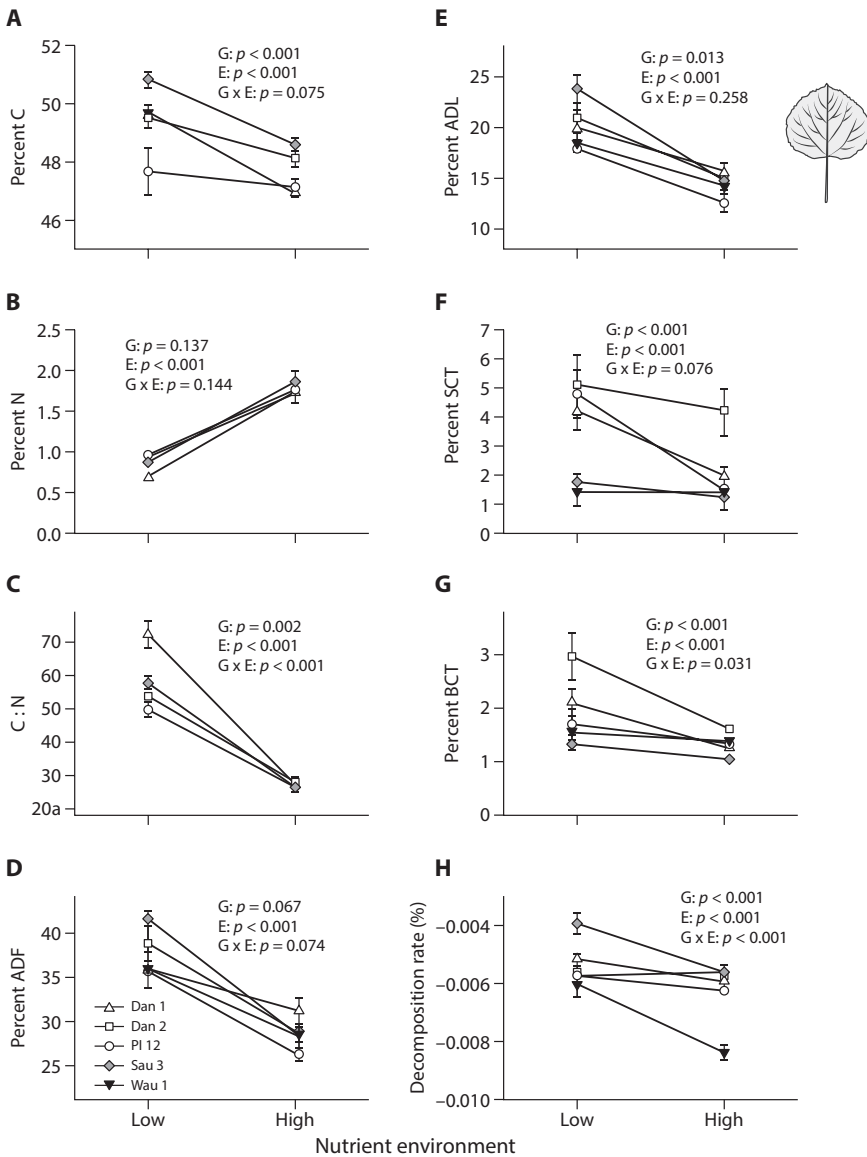 A
52
50
48
46
Percent C
G: p < 0.001
E: p < 0.001
G x E: p = 0.075
B
2.5
2.0
1.5
1.0
0.5
0.0
Percent N
G: p = 0.137
E: p < 0.001
G x E: p = 0.144
C
70
60
50
40
30
20a
C : N
G: p = 0.002
E: p < 0.001
G x E: p < 0.001
D
40
35
30
25
Percent ADF
G: p = 0.067
E: p < 0.001
G x E: p = 0.074
Dan 1
Dan 2
PI 12
Sau 3
Wau 1
Low
High
E
25
20
15
10
Percent ADL
G: p = 0.013
E: p < 0.001
G x E: p = 0.258
F
7
6
5
4
3
2
1
0
Percent SCT
G: p < 0.001
E: p < 0.001
G x E: p = 0.076
G
3
2
1
0
Percent BCT
G: p < 0.001
E: p < 0.001
G x E: p = 0.031
H
−0.004
−0.006
−0.008
−0.010
Decomposition rate (%)
G: p < 0.001
E: p < 0.001
G x E: p < 0.001
Low
High
Nutrient environment